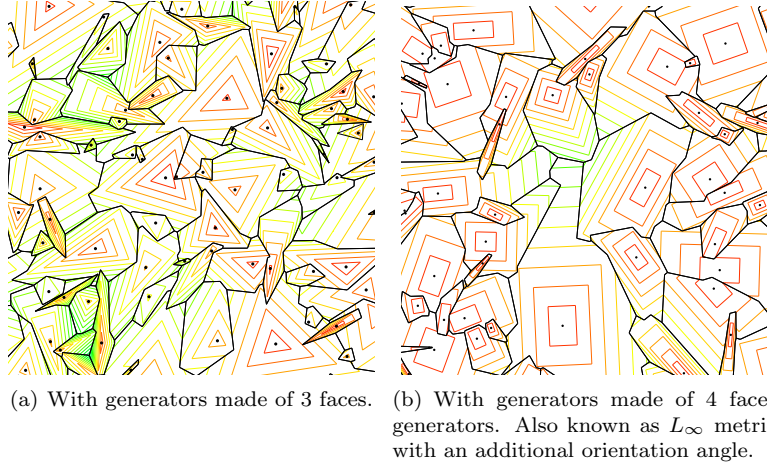 (a) With generators made of 3 faces.
(b) With generators made of 4 face
generators. Also known as L∞ metri
with an additional orientation angle.